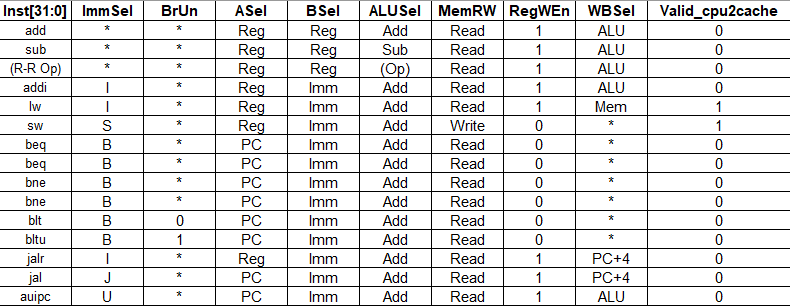 Inst[31:0] ImmSel BrUn ASel BSel ALUSel MemRW RegWEn WBSel Valid_cpu2cache
add * * Reg Reg Add Read 1 ALU 0
sub * * Reg Reg Sub Read 1 ALU 0
(R-R Op) * * Reg Reg (Op) Read 1 ALU 0
addi I * Reg Imm Add Read 1 ALU 0
lw I * Reg Imm Add Read 1 Mem 1
sw S * Reg Imm Add Write 0 * 1
beq B * PC Imm Add Read 0 * 0
beq B * PC Imm Add Read 0 * 0
bne B * PC Imm Add Read 0 * 0
bne B * PC Imm Add Read 0 * 0
blt B 0 PC Imm Add Read 0 * 0
bltu B 1 PC Imm Add Read 0 * 0
jalr I * Reg Imm Add Read 1 PC+4 0
jal J * PC Imm Add Read 1 PC+4 0
auipc U * PC Imm Add Read 1 ALU 0